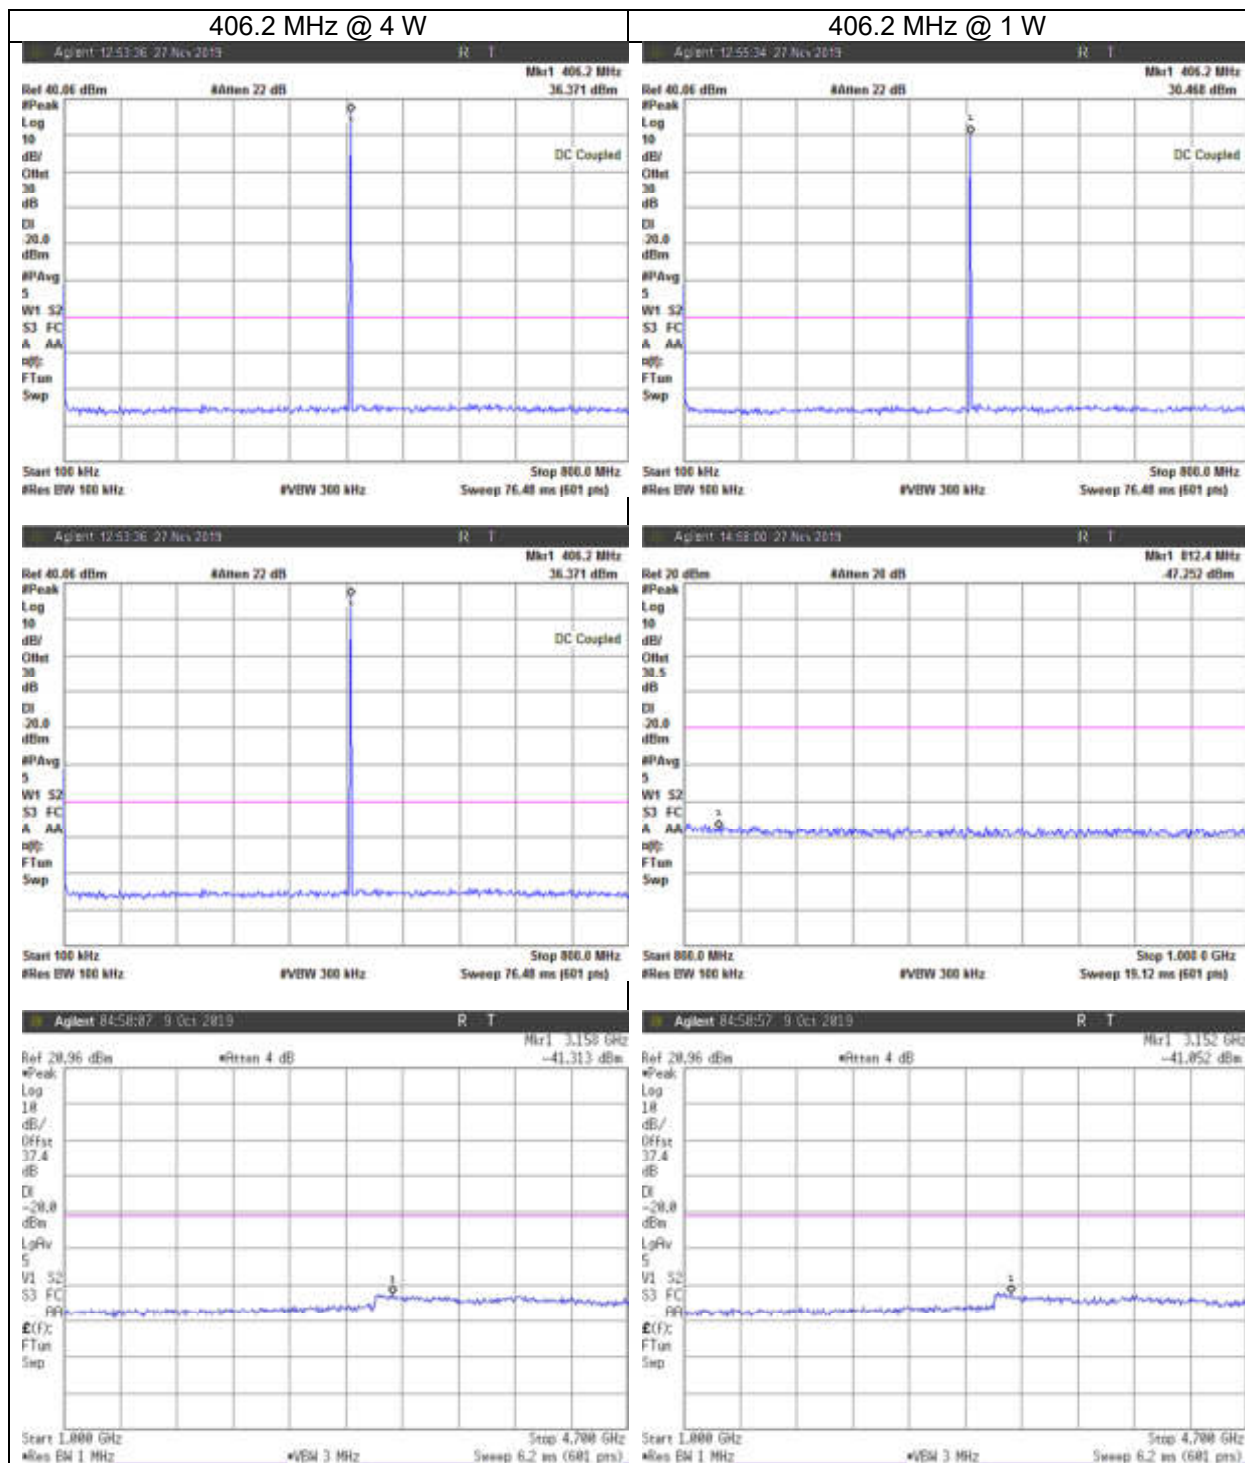 406.2 MHz @ 4 W
406.2 MHz @ 1 W
Agilent 12:53:36 27 Nov 2019 R T
Mkr1 406.2 MHz
Ref 40.06 dBm #Atten 22 dB 36.371 dBm
#Peak
Log
10
dB/
Offst
30
dB
DI
-20.0
dBm
#PAvg
5
W1 S2
S3 FC
A AA
FTun
Swp
1
DC Coupled
Start 100 kHz Stop 800.0 MHz
#Res BW 100 kHz #VBW 300 kHz Sweep 76.48 ms (601 pts)
Agilent 12:55:34 27 Nov 2019 R T
Mkr1 406.2 MHz
Ref 40.06 dBm #Atten 22 dB 30.468 dBm
#Peak
Log
10
dB/
Offst
30
dB
DI
-20.0
dBm
#PAvg
5
W1 S2
S3 FC
A AA
FTun
Swp
1
DC Coupled
Start 100 kHz Stop 800.0 MHz
#Res BW 100 kHz #VBW 300 kHz Sweep 76.48 ms (601 pts)
Agilent 12:53:36 27 Nov 2019 R T
Mkr1 406.2 MHz
Ref 40.06 dBm #Atten 22 dB 36.371 dBm
#Peak
Log
10
dB/
Offst
30
dB
DI
-20.0
dBm
#PAvg
5
W1 S2
S3 FC
A AA
FTun
Swp
1
DC Coupled
Start 100 kHz Stop 800.0 MHz
#Res BW 100 kHz #VBW 300 kHz Sweep 76.48 ms (601 pts)
Agilent 14:58:00 27 Nov 2019 R T
Mkr1 812.4 MHz
Ref 20 dBm #Atten 20 dB -47.252 dBm
#Peak
Log
10
dB/
Offst
30.5
dB
DI
-20.0
dBm
#PAvg
5
W1 S2
S3 FC
A AA
FTun
Swp
1
Start 800.0 MHz Stop 1.000 0 GHz
#Res BW 100 kHz #VBW 300 kHz Sweep 19.12 ms (601 pts)
Agilent 04:58:07 9 Oct 2019 R T
Mkr1 3.158 GHz
Ref 20.96 dBm #Atten 4 dB -41.313 dBm
#Peak
Log
10
dB/
Offst
37.4
dB
DI
-20.0
dBm
LgAv
5
V1 S2
S3 FC
AA
£(f):
FTun
Swp
1
Start 1.000 GHz Stop 4.700 GHz
#Res BW 1 MHz #VBW 3 MHz Sweep 6.2 ms (601 pts)
Agilent 04:58:57 9 Oct 2019 R T
Mkr1 3.152 GHz
Ref 20.96 dBm #Atten 4 dB -41.052 dBm
#Peak
Log
10
dB/
Offst
37.4
dB
DI
-20.0
dBm
LgAv
5
V1 S2
S3 FC
AA
£(f):
FTun
Swp
1
Start 1.000 GHz Stop 4.700 GHz
#Res BW 1 MHz #VBW 3 MHz Sweep 6.2 ms (601 pts)